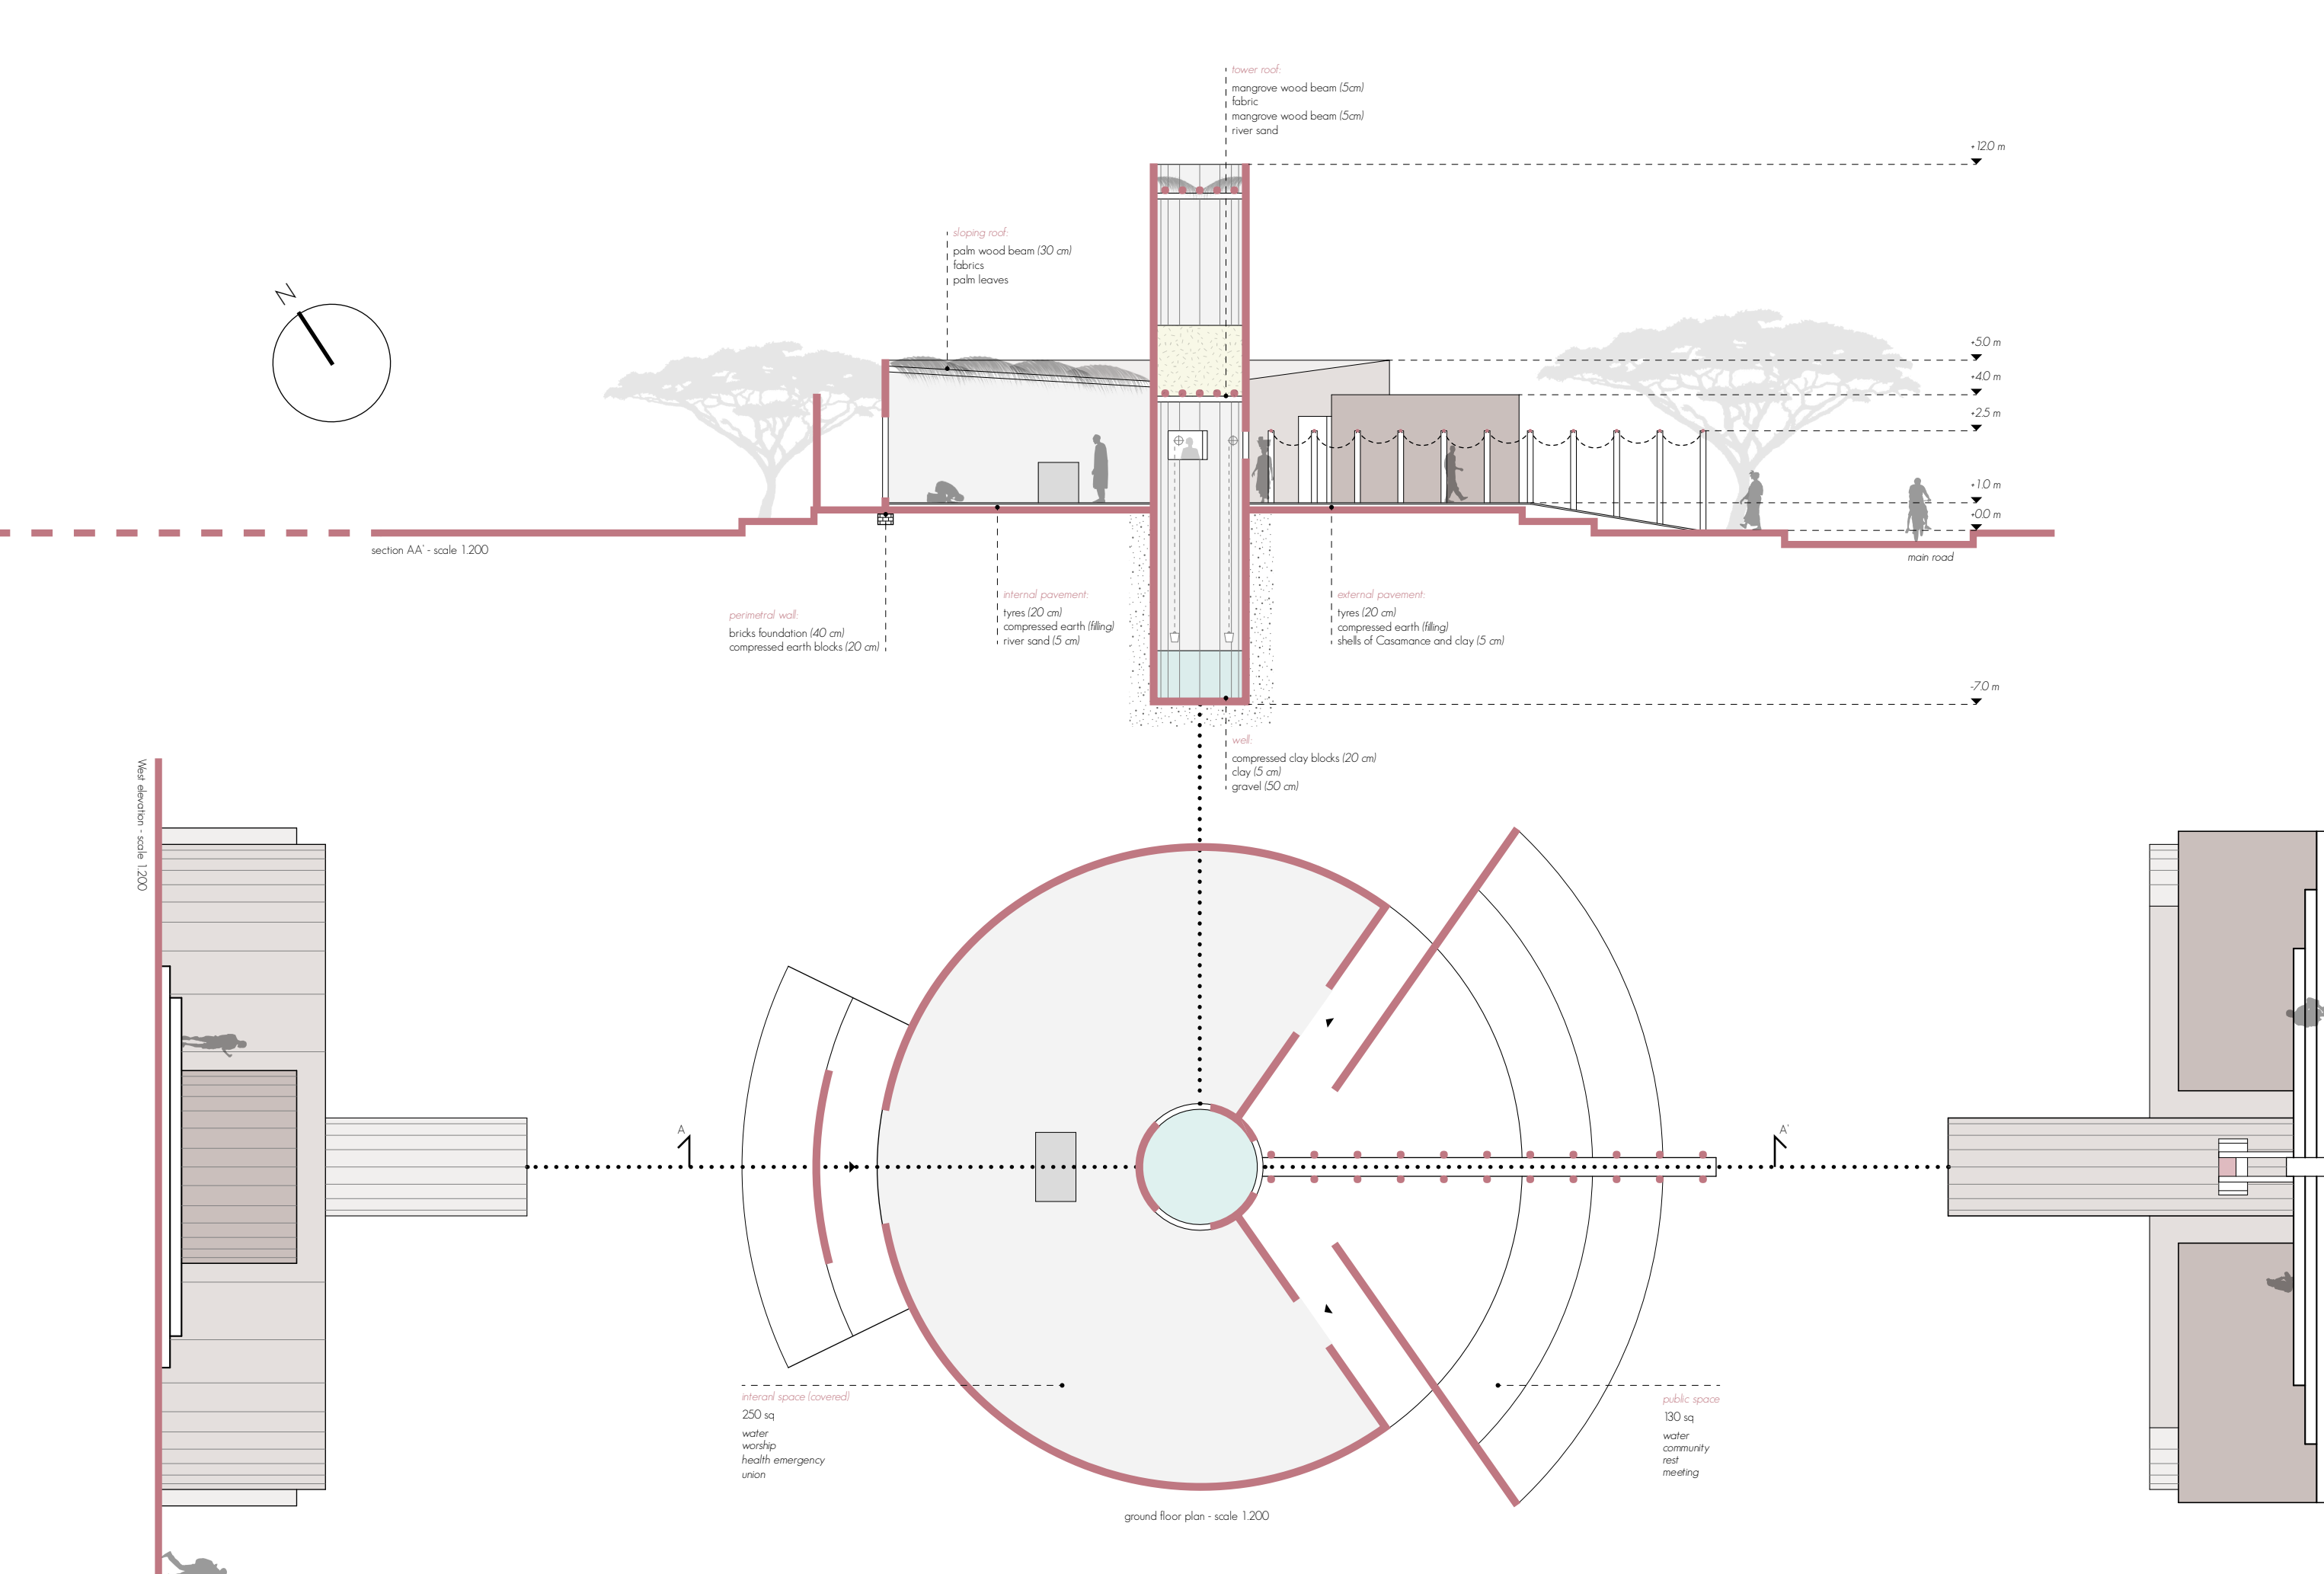 tower roof:
mangrove wood beam (5cm)
fabric
mangrove wood beam (5cm)
river sand
+12.0 m
sloping roof:
palm wood beam (30 cm)
fabrics
palm leaves
N
+5.0 m
+4.0 m
+2.5 m
+1.0 m
+0.0 m
section AA' - scale 1:200
main road
perimetral wall:
bricks foundation (40 cm)
compressed earth blocks (20 cm)
internal pavement:
tyres (20 cm)
compressed earth (filling)
river sand (5 cm)
external pavement:
tyres (20 cm)
compressed earth (filling)
shells of Casamance and clay (5 cm)
-7.0 m
well:
compressed clay blocks (20 cm)
clay (5 cm)
gravel (50 cm)
West elevation - scale 1:200
A
A'
interanl space (covered)
250 sq
water
worship
health emergency
union
public space
130 sq
water
community
rest
meeting
ground floor plan - scale 1:200